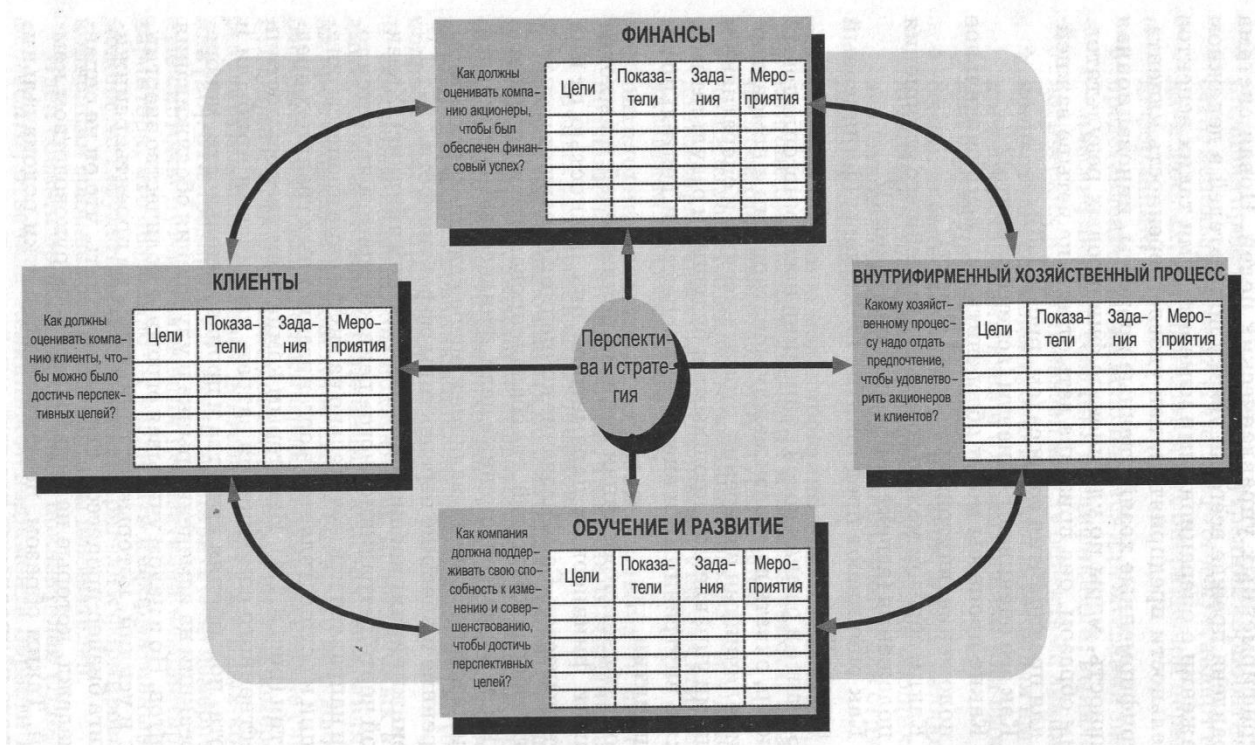 ФИНАНСЫ
Как должны
оценивать компа-
нию акционеры,
чтобы был
обеспечен финан-
совый успех?
Цели
Показа-
тели
Зада-
ния
Меро-
приятия
КЛИЕНТЫ
Как должны
оценивать компа-
нию клиенты, что-
бы можно было
достичь перспек-
тивных целей?
Цели
Показа-
тели
Зада-
ния
Меро-
приятия
Перспекти-
ва и страте-
гия
ВНУТРИФИРМЕННЫЙ ХОЗЯЙСТВЕННЫЙ ПРОЦЕСС
Какому хозяйст-
венному процес-
су надо отдать
предпочтение,
чтобы удовлетво-
рить акционеров
и клиентов?
Цели
Показа-
тели
Зада-
ния
Меро-
приятия
ОБУЧЕНИЕ И РАЗВИТИЕ
Как компания
должна поддер-
живать свою спо-
собность к изме-
нению и совер-
шенствованию,
чтобы достичь
перспективных
целей?
Цели
Показа-
тели
Зада-
ния
Меро-
приятия